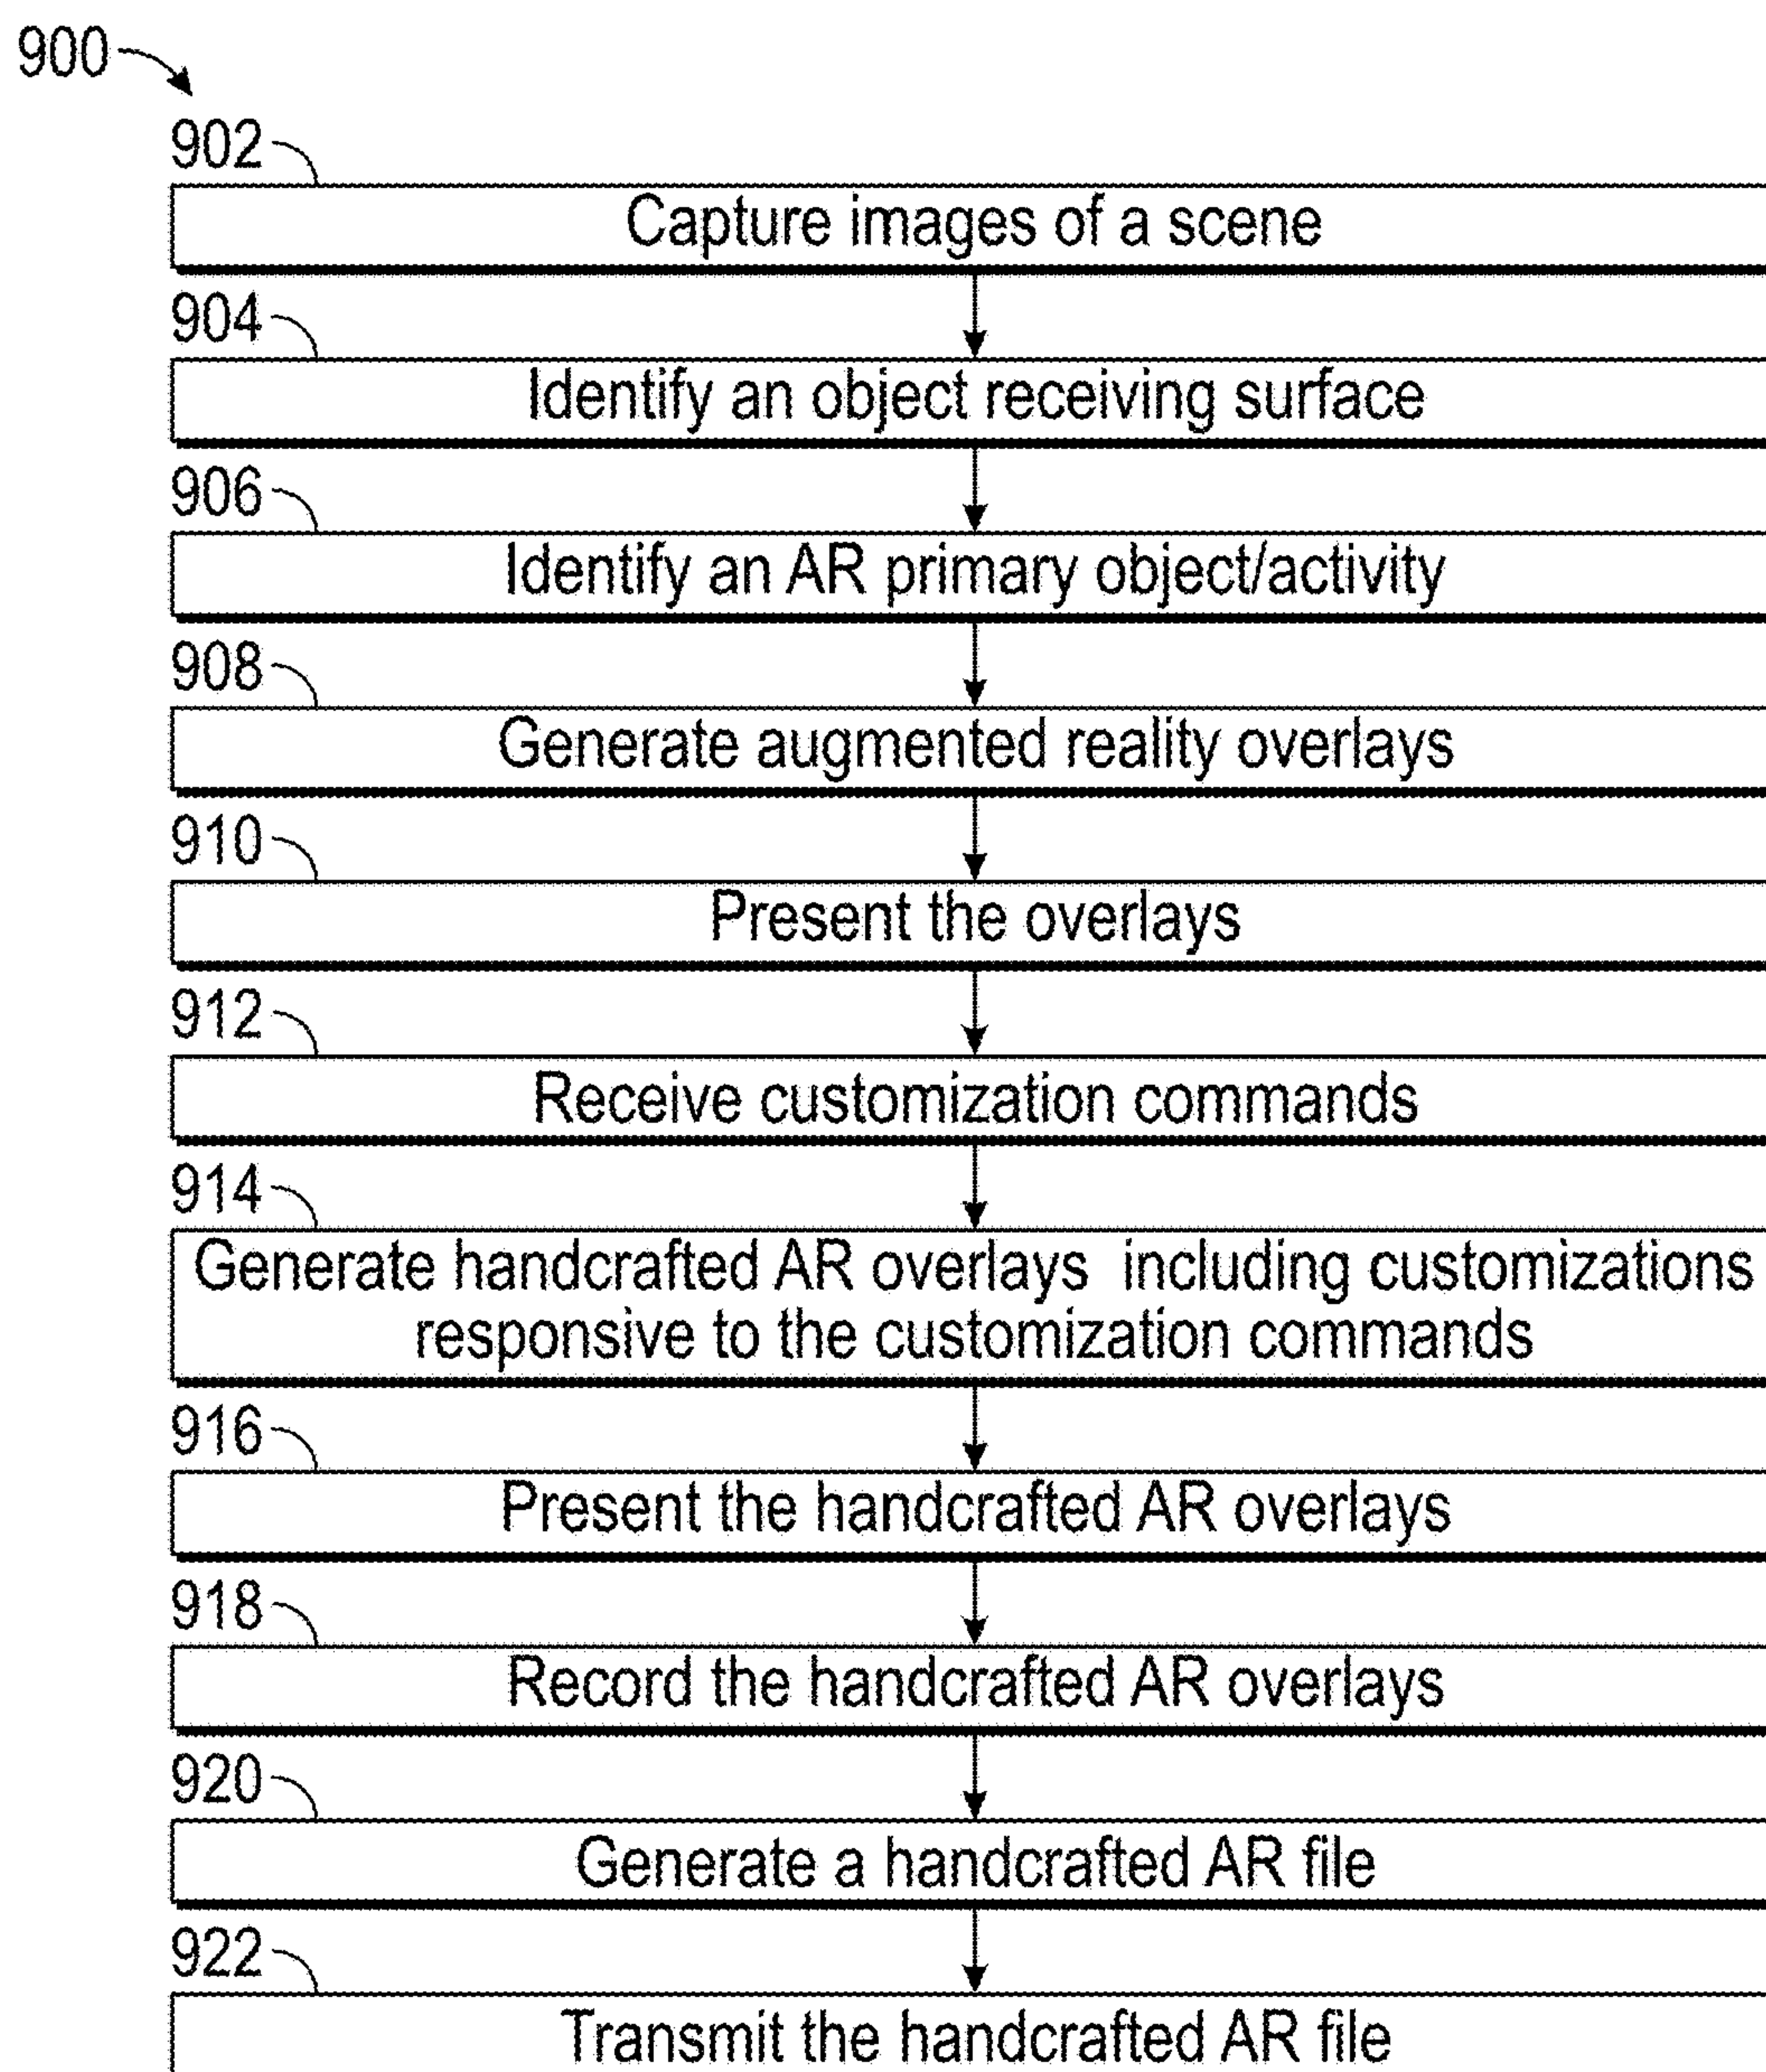 900
902
Capture images of a scene
904
Identify an object receiving surface
906
Identify an AR primary object/activity
908
Generate augmented reality overlays
910
Present the overlays
912
Receive customization commands
914
Generate handcrafted AR overlays including customizations
responsive to the customization commands
916
Present the handcrafted AR overlays
918
Record the handcrafted AR overlays
920
Generate a handcrafted AR file
922
Transmit the handcrafted AR file